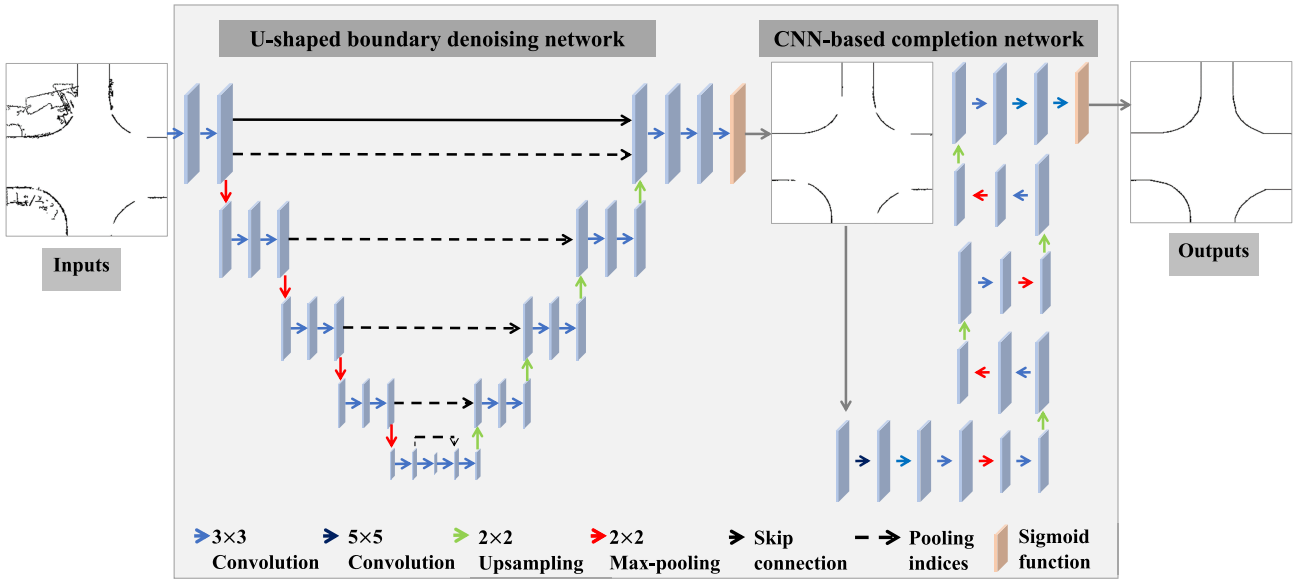 U-shaped boundary denoising network
CNN-based completion network
Inputs
Outputs
3×3 Convolution
5×5 Convolution
2×2 Upsampling
2×2 Max-pooling
Skip connection
Pooling indices
Sigmoid function